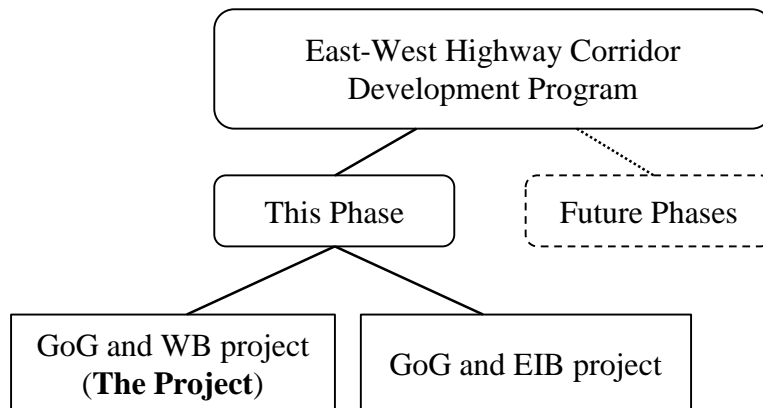 East-West Highway Corridor
Development Program
This Phase
Future Phases
GoG and WB project
(The Project)
GoG and EIB project